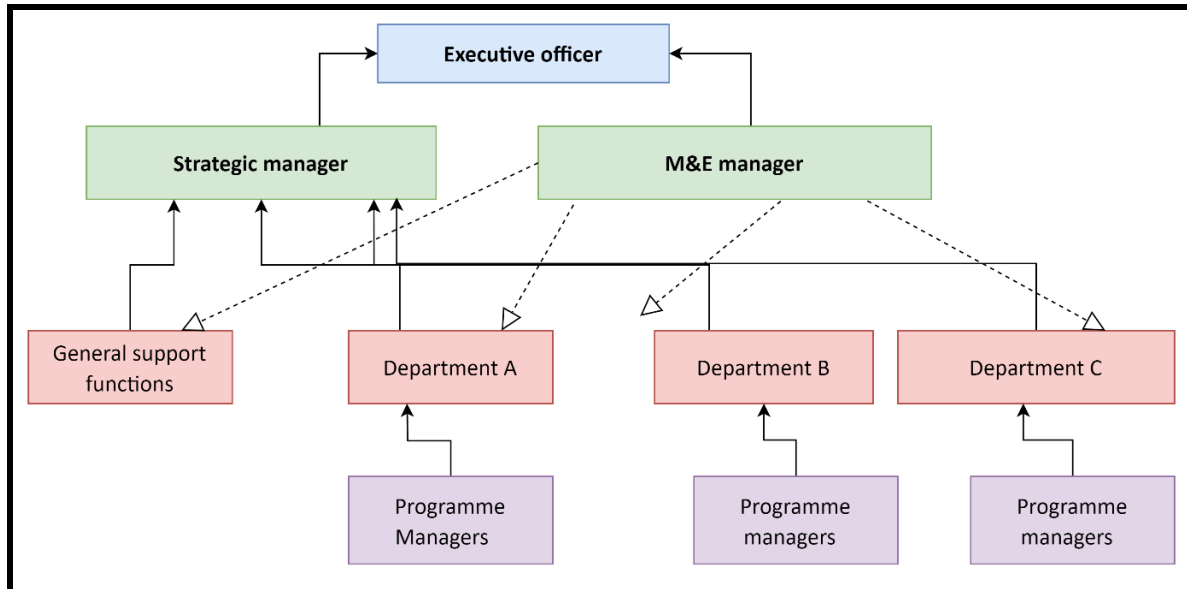 Executive officer
Strategic manager
M&E manager
General support
functions
Department A
Department B
Department C
Programme
Managers
Programme
managers
Programme
managers